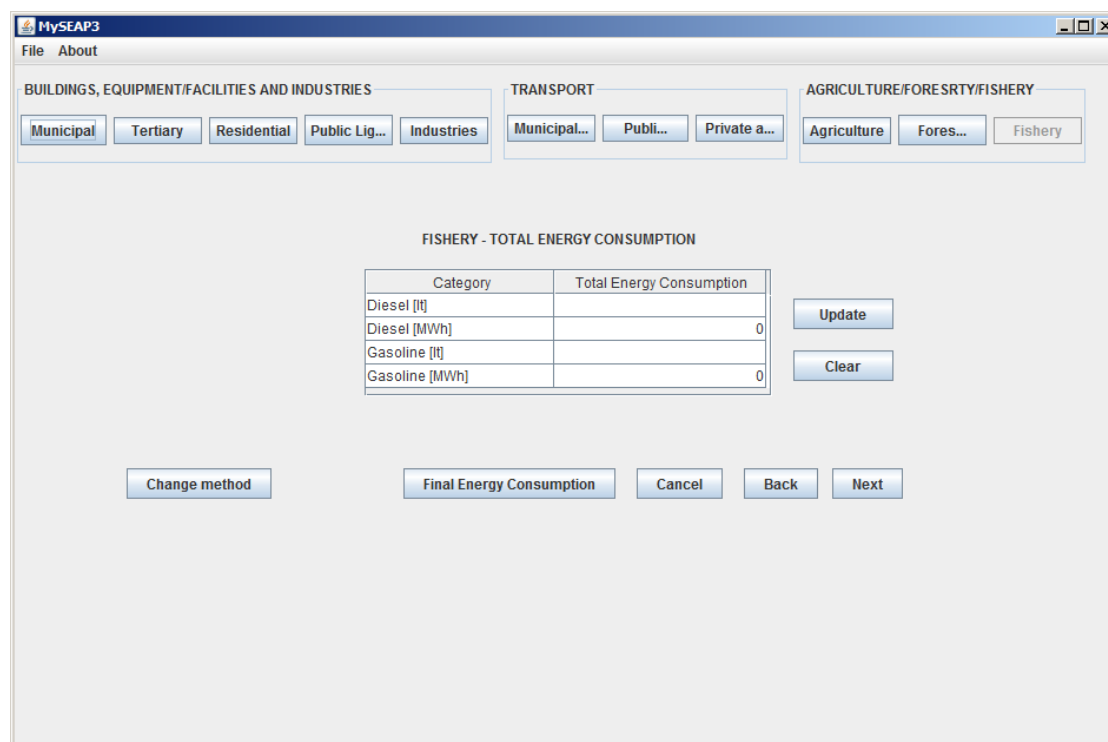 MySEAP3
File About
BUILDINGS, EQUIPMENT/FACILITIES AND INDUSTRIES
Municipal Tertiary Residential Public Lig... Industries
TRANSPORT
Municipal... Publi... Private a...
AGRICULTURE/FORESRTY/FISHERY
Agriculture Fores... Fishery
FISHERY - TOTAL ENERGY CONSUMPTION
Category Total Energy Consumption
Diesel [lt]
Diesel [MWh] 0
Gasoline [lt]
Gasoline [MWh] 0
Update
Clear
Change method Final Energy Consumption Cancel Back Next